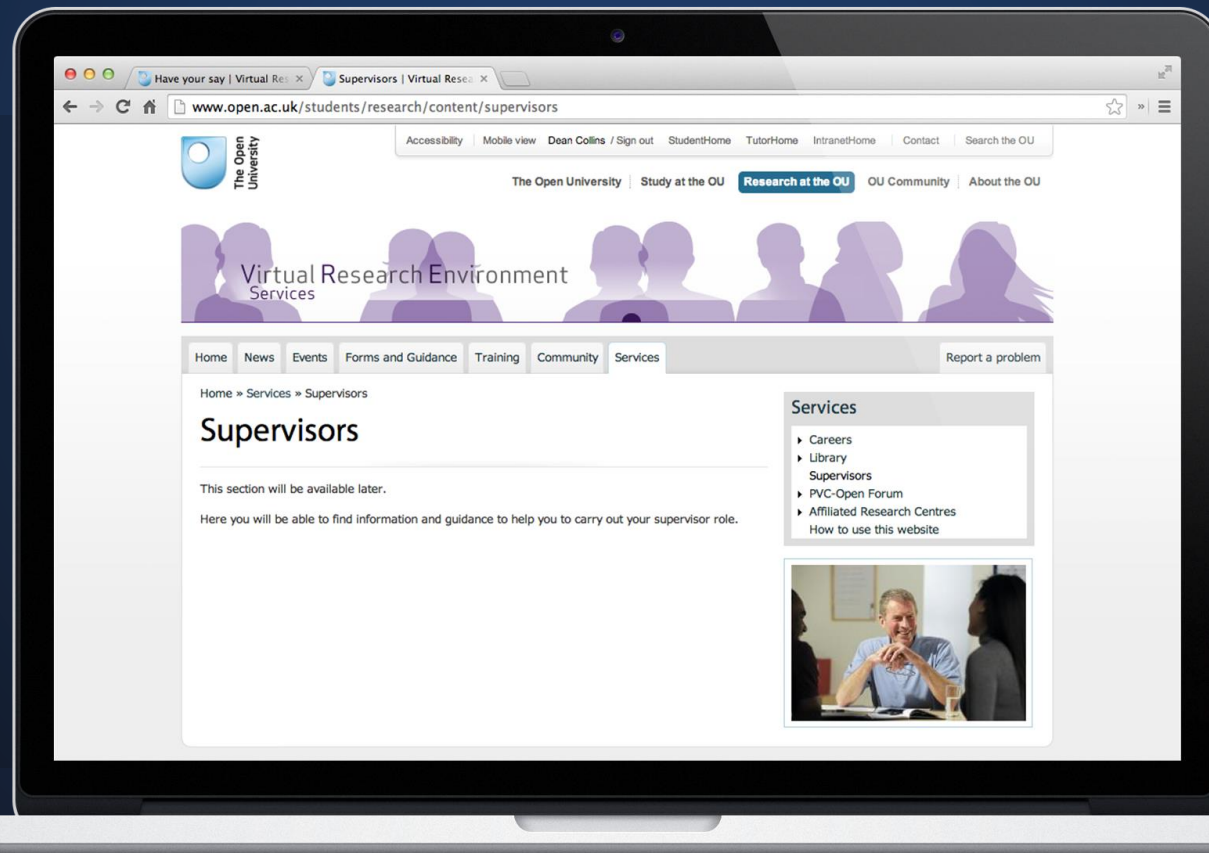 Have your say | Virtual Res
Supervisors | Virtual Resea
www.open.ac.uk/students/research/content/supervisors
The Open
University
Accessibility Mobile view Dean Collins / Sign out StudentHome TutorHome IntranetHome Contact Search the OU
The Open University Study at the OU Research at the OU OU Community About the OU
Virtual Research Environment
Services
Home News Events Forms and Guidance Training Community Services Report a problem
Home » Services » Supervisors
Supervisors
This section will be available later.
Here you will be able to find information and guidance to help you to carry out your supervisor role.
Services
Careers
Library
Supervisors
PVC-Open Forum
Affiliated Research Centres
How to use this website